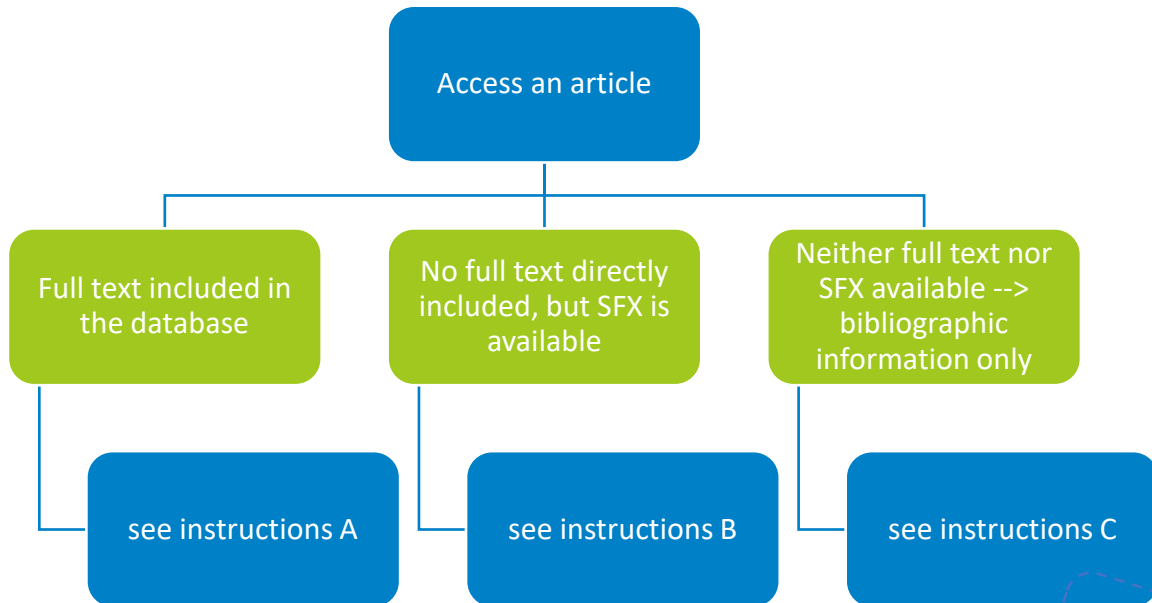 Access an article
Full text included in
the database
No full text directly
included, but SFX is
available
Neither full text nor
SFX available -->
bibliographic
information only
see instructions A
see instructions B
see instructions C